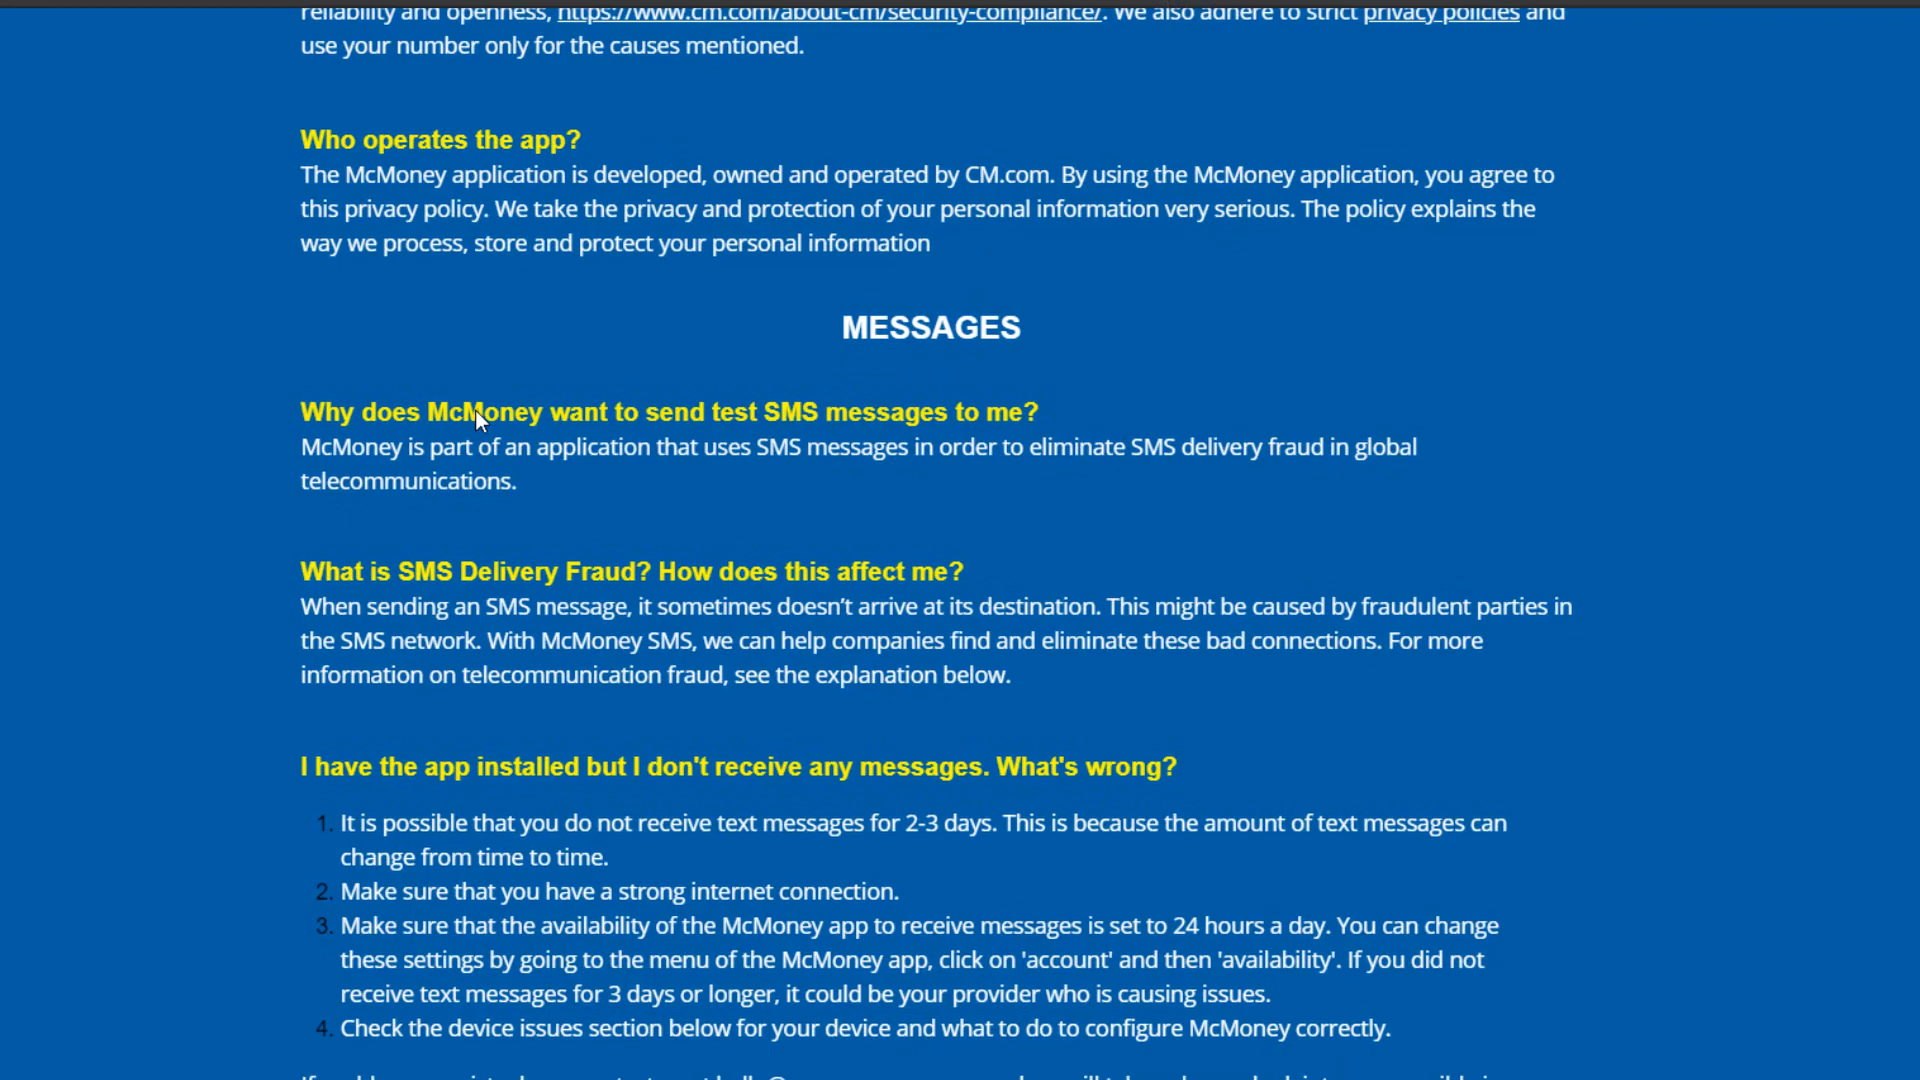 reliability and openness, https://www.cm.com/about-cm/security-compliance/. We also adhere to strict privacy policies and
use your number only for the causes mentioned.
Who operates the app?
The McMoney application is developed, owned and operated by CM.com. By using the McMoney application, you agree to
this privacy policy. We take the privacy and protection of your personal information very serious. The policy explains the
way we process, store and protect your personal information
MESSAGES
Why does McMoney want to send test SMS messages to me?
McMoney is part of an application that uses SMS messages in order to eliminate SMS delivery fraud in global
telecommunications.
What is SMS Delivery Fraud? How does this affect me?
When sending an SMS message, it sometimes doesn’t arrive at its destination. This might be caused by fraudulent parties in
the SMS network. With McMoney SMS, we can help companies find and eliminate these bad connections. For more
information on telecommunication fraud, see the explanation below.
I have the app installed but I don't receive any messages. What's wrong?
1. It is possible that you do not receive text messages for 2-3 days. This is because the amount of text messages can
change from time to time.
2. Make sure that you have a strong internet connection.
3. Make sure that the availability of the McMoney app to receive messages is set to 24 hours a day. You can change
these settings by going to the menu of the McMoney app, click on 'account' and then 'availability'. If you did not
receive text messages for 3 days or longer, it could be your provider who is causing issues.
4. Check the device issues section below for your device and what to do to configure McMoney correctly.